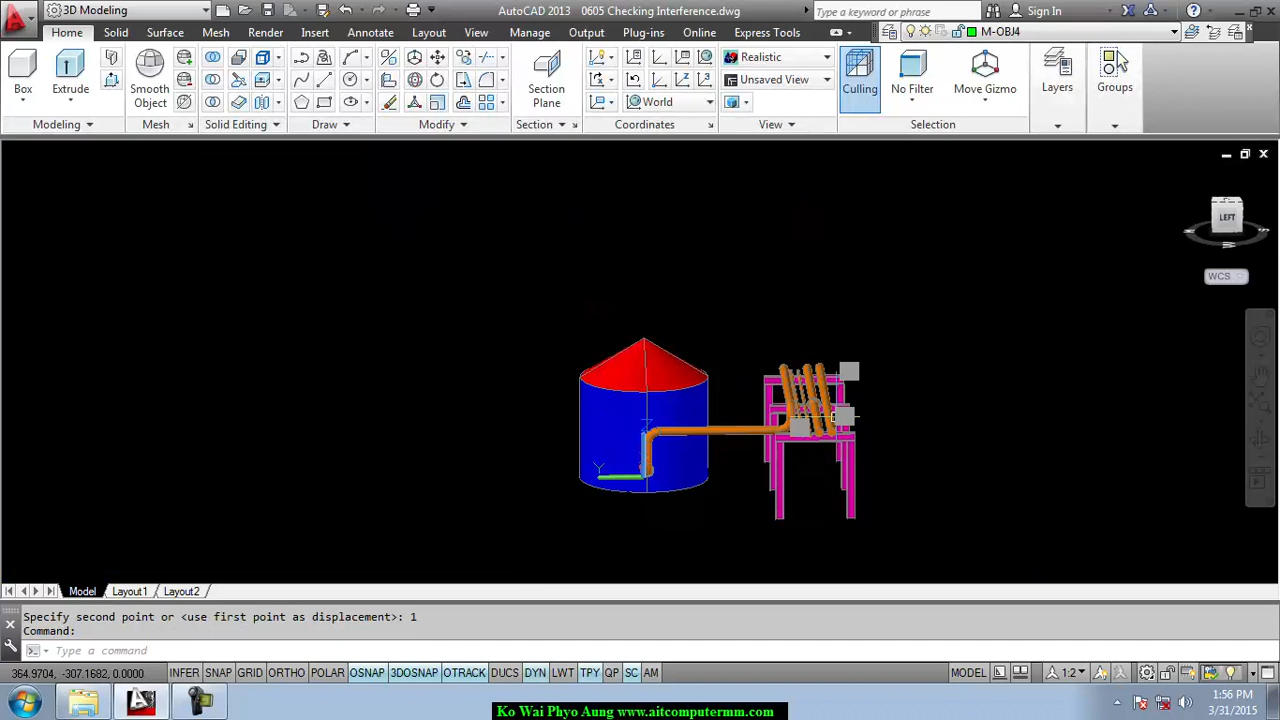 3D Modeling
AutoCAD 2013 0605 Checking Interference.dwg
Type a keyword or phrase
Sign In
Home Solid Surface Mesh Render Insert Annotate Layout View Manage Output Plug-ins Online Express Tools
M-OBJ4
Box
Extrude
Smooth
Object
Section
Plane
Realistic
Unsaved View
World
Culling
No Filter
Move Gizmo
Layers
Groups
Modeling Mesh Solid Editing Draw Modify Section Coordinates View Selection
LEFT
WCS
Y
Model Layout1 Layout2
Specify second point or <use first point as displacement>: 1
Command:
Type a command
364.9704, -307.1682, 0.0000 INFER SNAP GRID ORTHO POLAR OSNAP 3DOSNAP OTRACK DUCS DYN LWT TPY QP SC AM MODEL 1:2
1:56 PM
3/31/2015
Ko Wai Phyo Aung www.aitcomputermm.com